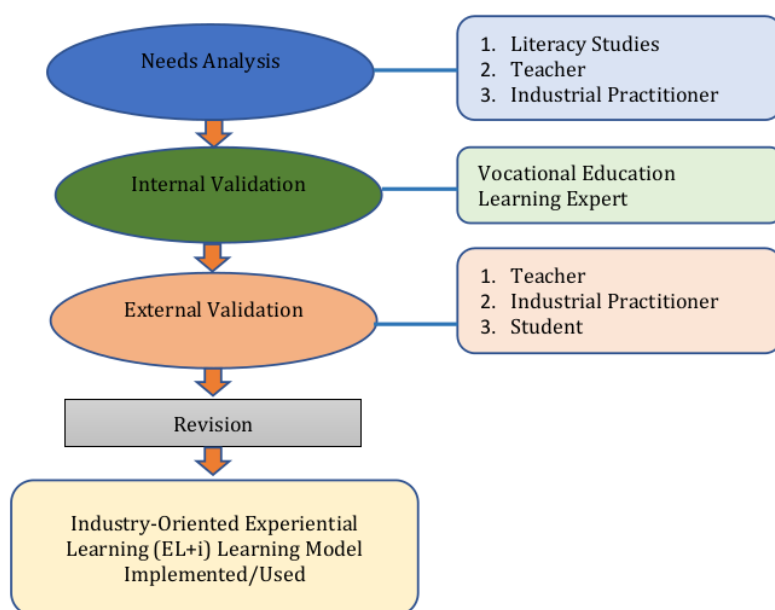 Needs Analysis
1. Literacy Studies
2. Teacher
3. Industrial Practitioner
Internal Validation
Vocational Education
Learning Expert
External Validation
1. Teacher
2. Industrial Practitioner
3. Student
Revision
Industry-Oriented Experiential
Learning (EL+i) Learning Model
Implemented/Used